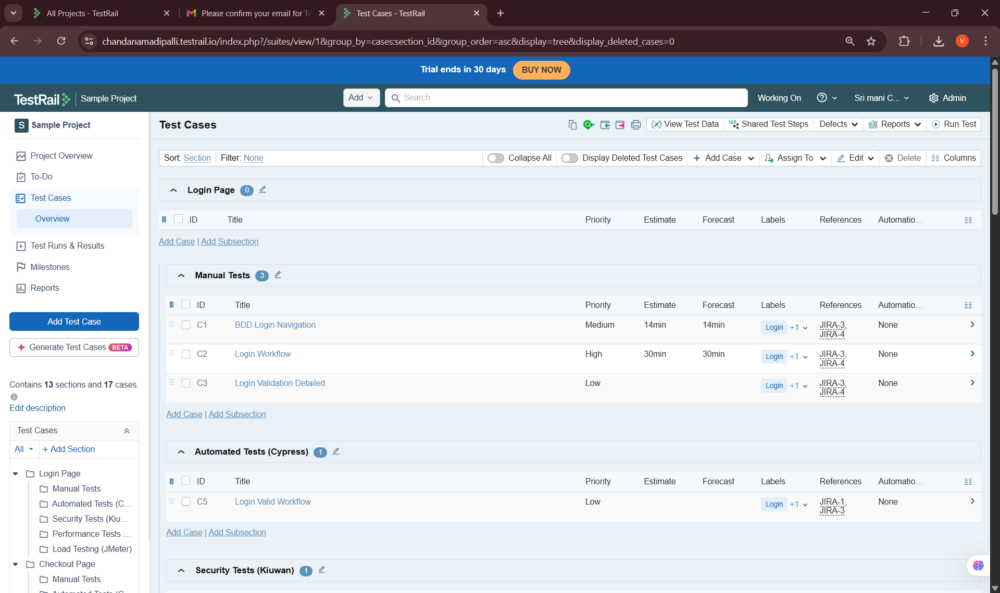 All Projects - TestRail
Please confirm your email for Te
Test Cases - TestRail
chandanamadipalli.testrail.io/index.php?/suites/view/1&group_by=cases:section_id&group_order=asc&display=tree&display_deleted_cases=0
V
Trial ends in 30 days BUY NOW
TestRail Sample Project
Add
Search
Working On
Sri mani C...
Admin
S Sample Project
Project Overview
To-Do
Test Cases
Overview
Test Runs & Results
Milestones
Reports
Add Test Case
Generate Test Cases BETA
Contains 13 sections and 17 cases.
Edit description
Test Cases
All + Add Section
Login Page
Manual Tests
Automated Tests (C...
Security Tests (Kiu...
Performance Tests ...
Load Testing (JMeter)
Checkout Page
Manual Tests
Test Cases
View Test Data 123 Shared Test Steps Defects Reports Run Test
Sort: Section Filter: None Collapse All Display Deleted Test Cases + Add Case Assign To Edit Delete Columns
Login Page 0
ID Title Priority Estimate Forecast Labels References Automatio...
Add Case | Add Subsection
Manual Tests 3
ID Title Priority Estimate Forecast Labels References Automatio...
C1 BDD Login Navigation Medium 14min 14min Login +1 JIRA-3, None
JIRA-4
C2 Login Workflow High 30min 30min Login +1 JIRA-3, None
JIRA-4
C3 Login Validation Detailed Low Login +1 JIRA-3, None
JIRA-4
Add Case | Add Subsection
Automated Tests (Cypress) 1
ID Title Priority Estimate Forecast Labels References Automatio...
C5 Login Valid Workflow Low Login +1 JIRA-1, None
JIRA-3
Add Case | Add Subsection
Security Tests (Kiuwan) 1